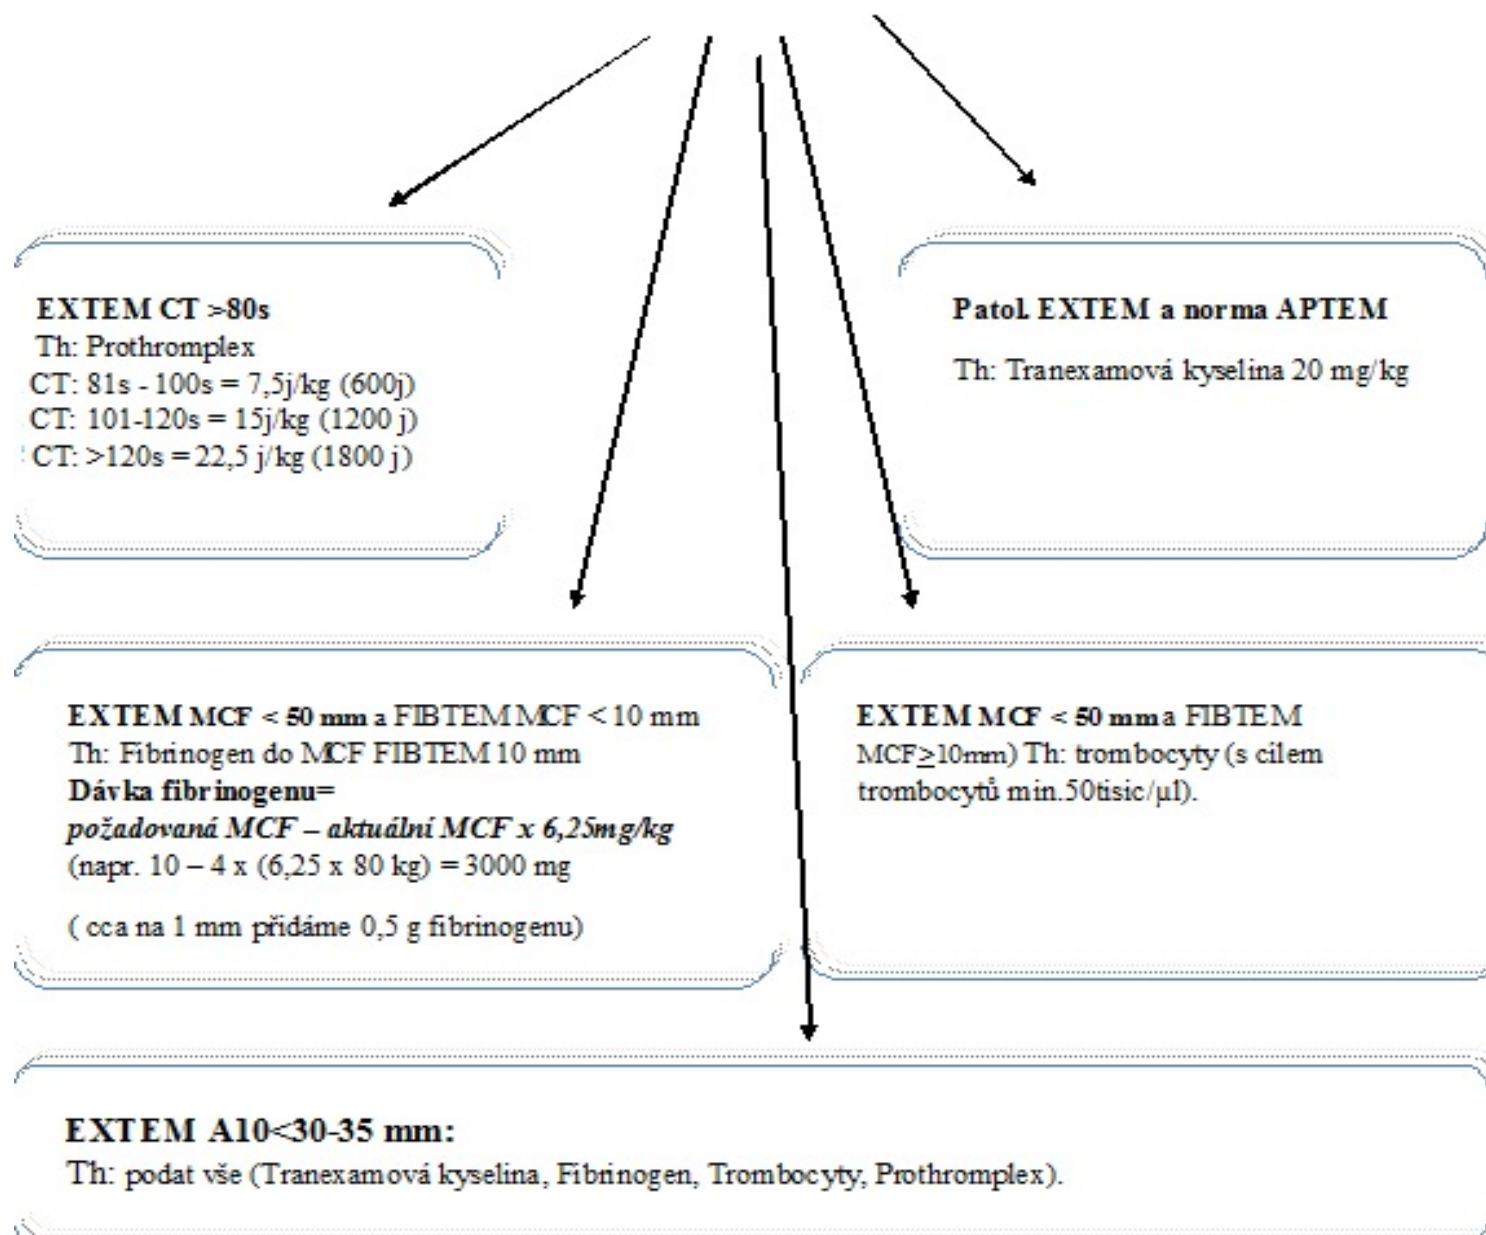 EXTEM CT >80s
Th: Prothromplex
CT: 81s - 100s = 7,5j/kg (600j)
CT: 101-120s = 15j/kg (1200 j)
CT: >120s = 22,5 j/kg (1800 j)
Patol. EXTEM a norma APTEM
Th: Tranexamová kyselina 20 mg/kg
EXTEM MCF < 50 mm a FIBTEM MCF < 10 mm
Th: Fibrinogen do MCF FIBTEM 10 mm
Dávka fibrinogenu=
požadovaná MCF – aktuální MCF x 6,25mg/kg
(napr. 10 – 4 x (6,25 x 80 kg) = 3000 mg
( cca na 1 mm přidáme 0,5 g fibrinogenu)
EXTEM MCF < 50 mm a FIBTEM
MCF≥10mm) Th: trombocyty (s cilem
trombocytů min.50tisic/µl).
EXTEM A10<30-35 mm:
Th: podat vše (Tranexamová kyselina, Fibrinogen, Trombocyty, Prothromplex).